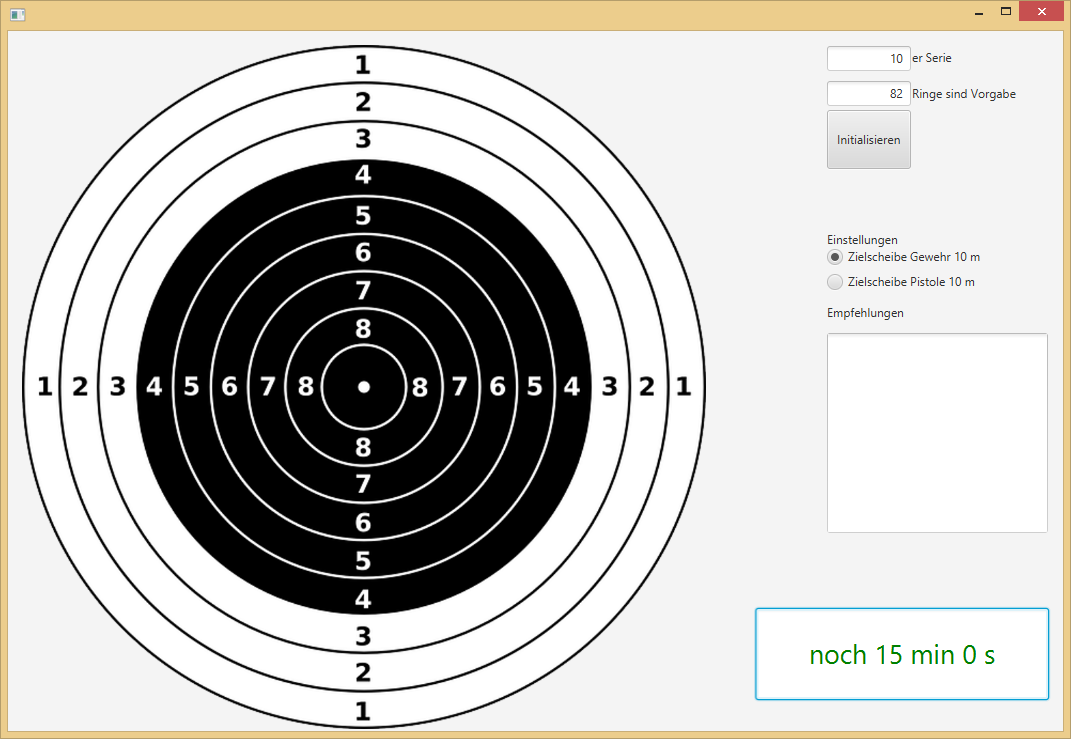 1
2
3
4
5
6
7
8
1 2 3 4 5 6 7 8 8 7 6 5 4 3 2 1
8
7
6
5
4
3
2
1
10 er Serie
82 Ringe sind Vorgabe
Initialisieren
Einstellungen
Zielscheibe Gewehr 10 m
Zielscheibe Pistole 10 m
Empfehlungen
noch 15 min 0 s